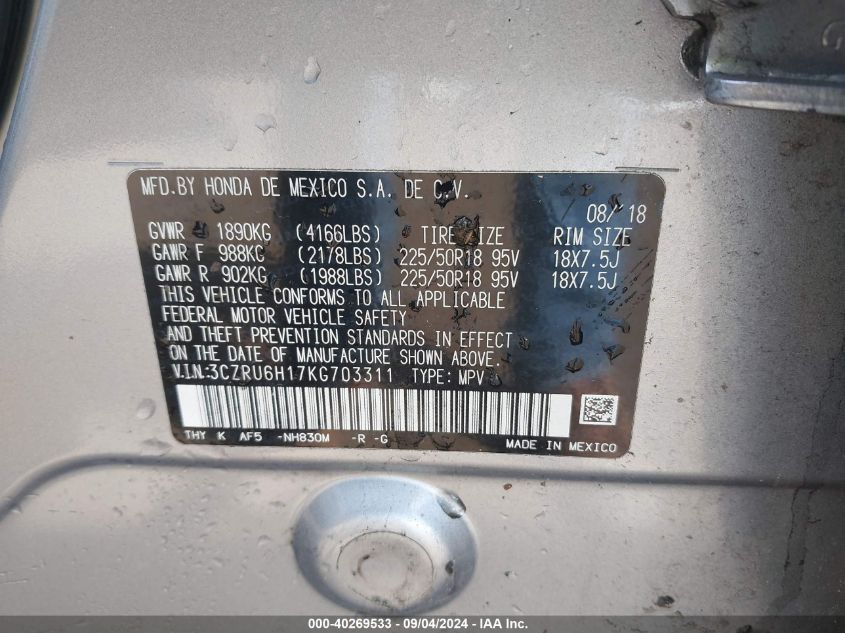 MFD.BY HONDA DE MEXICO S.A. DE C.V.
08/ 18
GVWR 1890KG (4166LBS) TIRE SIZE RIM SIZE
GAWR F 988KG (2178LBS) 225/50R18 95V 18X7.5J
GAWR R 902KG (1988LBS) 225/50R18 95V 18X7.5J
THIS VEHICLE CONFORMS TO ALL APPLICABLE
FEDERAL MOTOR VEHICLE SAFETY
AND THEFT PREVENTION STANDARDS IN EFFECT
ON THE DATE OF MANUFACTURE SHOWN ABOVE.
V.I.N:3CZRU6H17KG703311 TYPE: MPV
THY K AF5 -NH830M -R -G MADE IN MEXICO
000-40269533 - 09/04/2024 - IAA Inc.